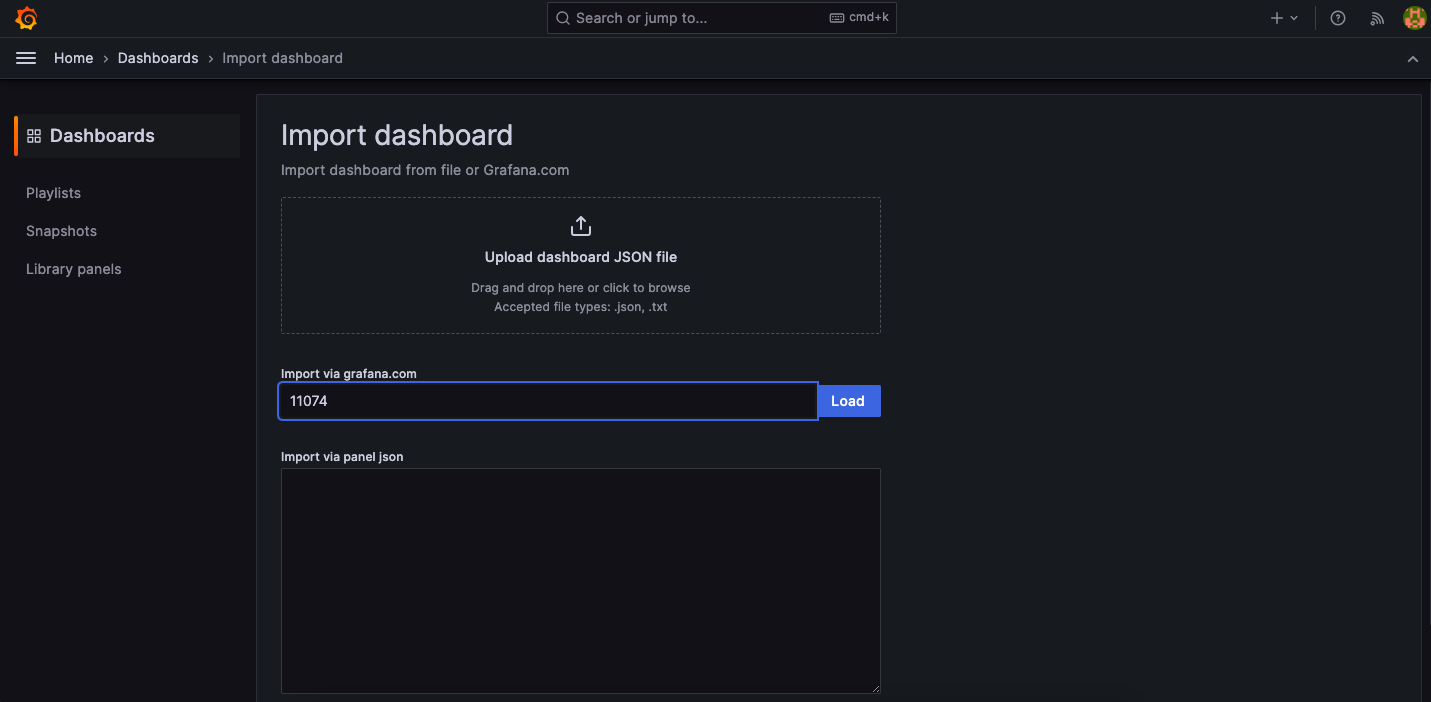 Search or jump to... cmd+k
Home › Dashboards › Import dashboard
Dashboards
Playlists
Snapshots
Library panels
Import dashboard
Import dashboard from file or Grafana.com
Upload dashboard JSON file
Drag and drop here or click to browse
Accepted file types: .json, .txt
Import via grafana.com
11074 Load
Import via panel json